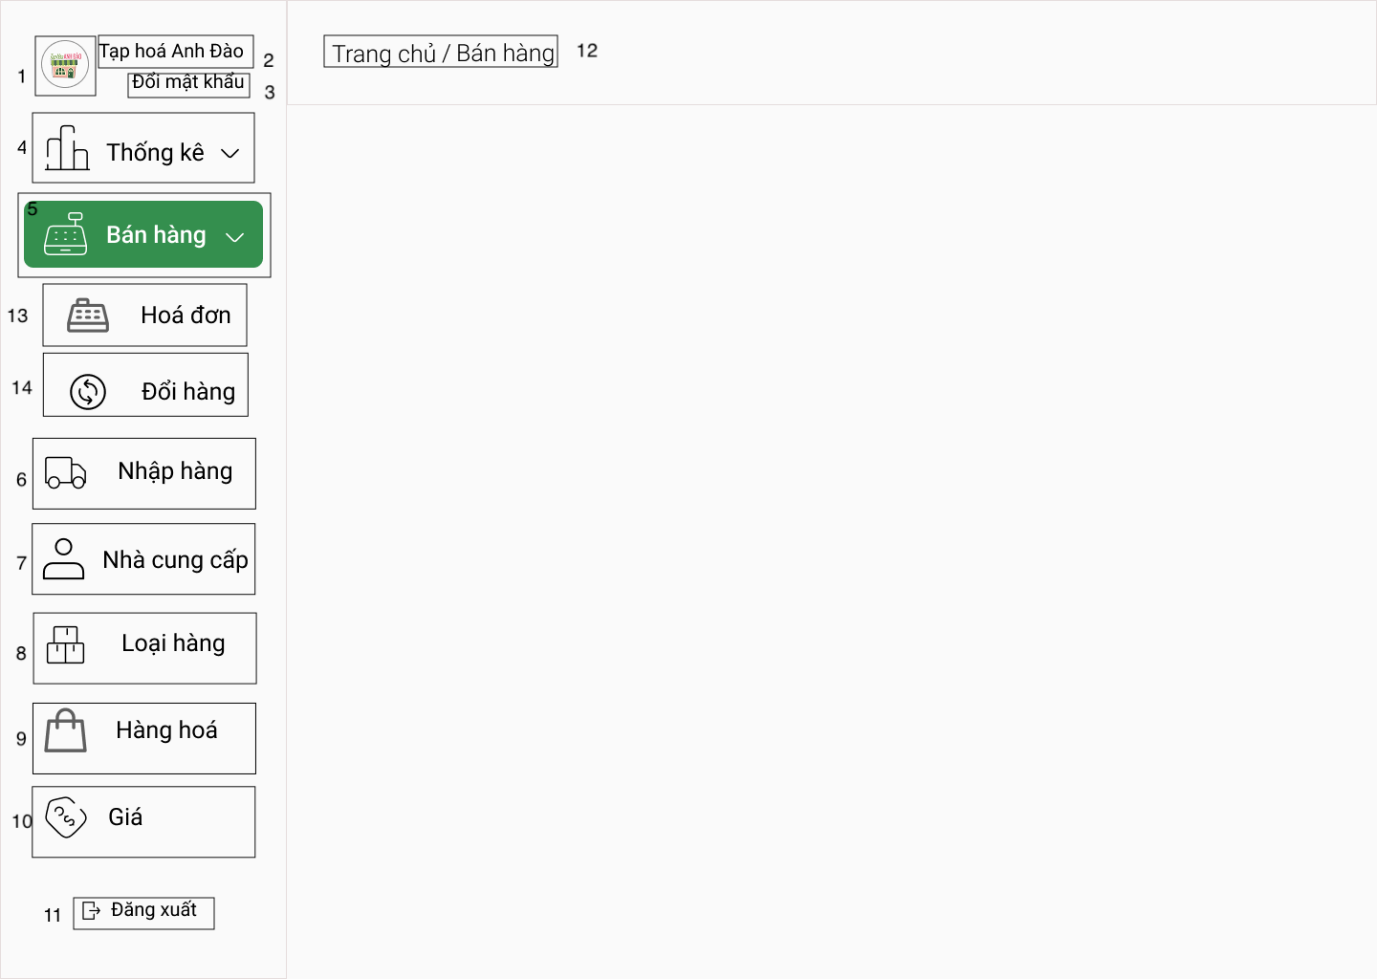 1
Tạp hoá Anh Đào
2
Đổi mật khẩu
3
Trang chủ / Bán hàng
12
4
Thống kê
5
Bán hàng
13
Hoá đơn
14
Đổi hàng
6
Nhập hàng
7
Nhà cung cấp
8
Loại hàng
9
Hàng hoá
10
Giá
11
Đăng xuất